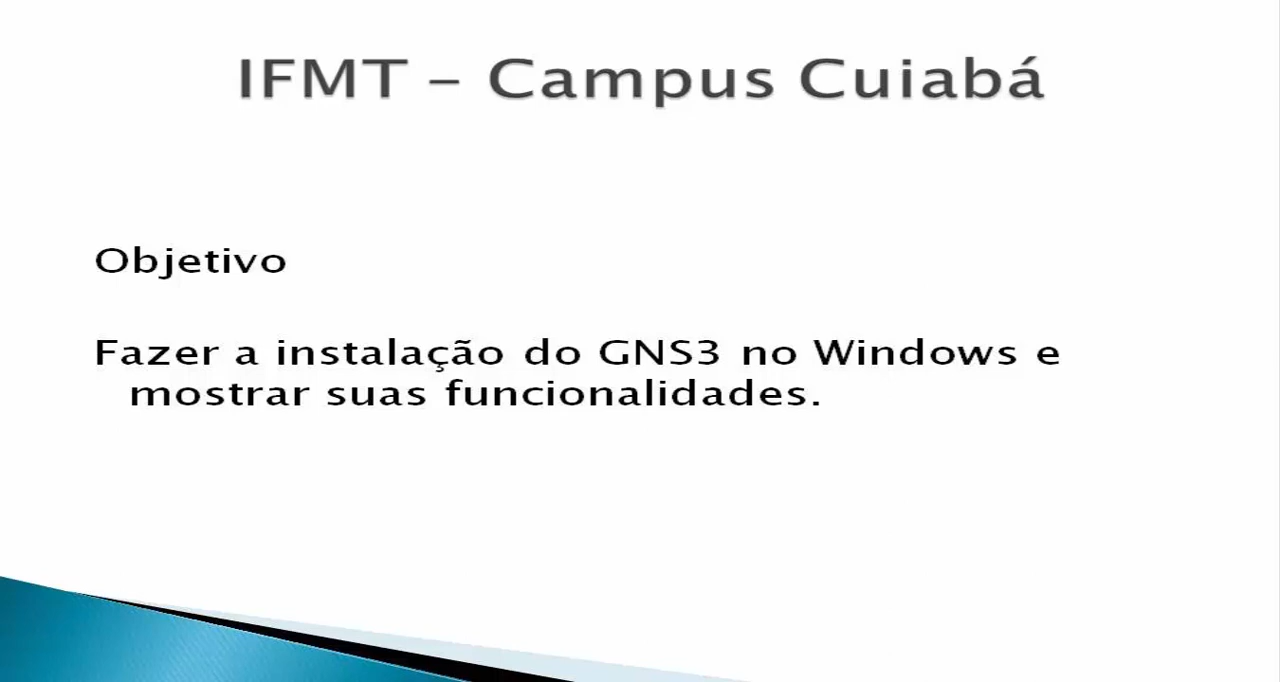 IFMT – Campus Cuiabá
Objetivo
Fazer a instalação do GNS3 no Windows e
mostrar suas funcionalidades.